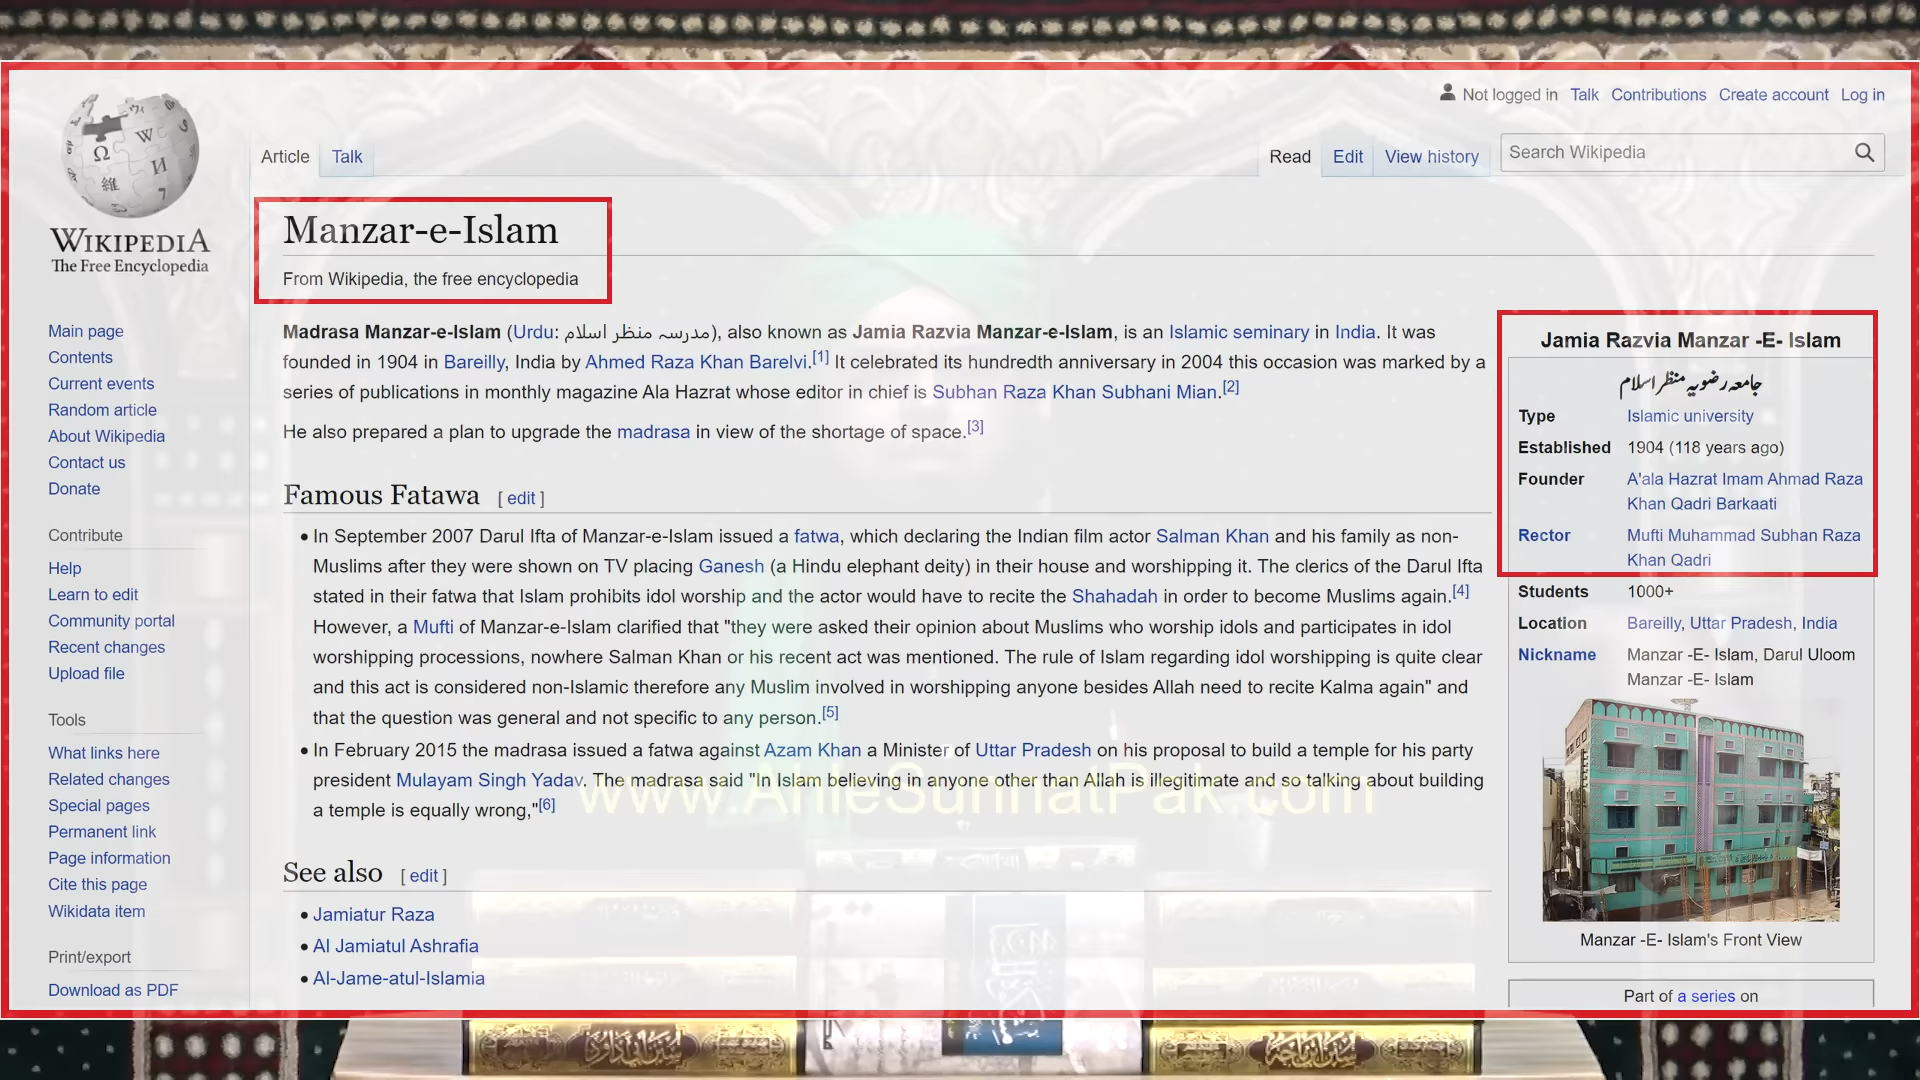 Not logged in Talk Contributions Create account Log in
Article Talk
Read Edit View history
Search Wikipedia
WIKIPEDIA
The Free Encyclopedia
Manzar-e-Islam
From Wikipedia, the free encyclopedia
Main page
Contents
Current events
Random article
About Wikipedia
Contact us
Donate
Contribute
Help
Learn to edit
Community portal
Recent changes
Upload file
Tools
What links here
Related changes
Special pages
Permanent link
Page information
Cite this page
Wikidata item
Print/export
Download as PDF
Madrasa Manzar-e-Islam (Urdu: مدرسہ منظر اسلام), also known as Jamia Razvia Manzar-e-Islam, is an Islamic seminary in India. It was
founded in 1904 in Bareilly, India by Ahmed Raza Khan Barelvi.[1] It celebrated its hundredth anniversary in 2004 this occasion was marked by a
series of publications in monthly magazine Ala Hazrat whose editor in chief is Subhan Raza Khan Subhani Mian.[2]
He also prepared a plan to upgrade the madrasa in view of the shortage of space.[3]
Famous Fatawa [ edit ]
• In September 2007 Darul Ifta of Manzar-e-Islam issued a fatwa, which declaring the Indian film actor Salman Khan and his family as non-
Muslims after they were shown on TV placing Ganesh (a Hindu elephant deity) in their house and worshipping it. The clerics of the Darul Ifta
stated in their fatwa that Islam prohibits idol worship and the actor would have to recite the Shahadah in order to become Muslims again.[4]
However, a Mufti of Manzar-e-Islam clarified that "they were asked their opinion about Muslims who worship idols and participates in idol
worshipping processions, nowhere Salman Khan or his recent act was mentioned. The rule of Islam regarding idol worshipping is quite clear
and this act is considered non-Islamic therefore any Muslim involved in worshipping anyone besides Allah need to recite Kalma again" and
that the question was general and not specific to any person.[5]
• In February 2015 the madrasa issued a fatwa against Azam Khan a Minister of Uttar Pradesh on his proposal to build a temple for his party
president Mulayam Singh Yadav. The madrasa said "In Islam believing in anyone other than Allah is illegitimate and so talking about building
a temple is equally wrong,"[6]
www.AhleSunnatPak.com
See also [ edit ]
• Jamiatur Raza
• Al Jamiatul Ashrafia
• Al-Jame-atul-Islamia
Jamia Razvia Manzar -E- Islam
جامعہ رضویہ منظر اسلام
Type Islamic university
Established 1904 (118 years ago)
Founder A'ala Hazrat Imam Ahmad Raza
Khan Qadri Barkaati
Rector Mufti Muhammad Subhan Raza
Khan Qadri
Students 1000+
Location Bareilly, Uttar Pradesh, India
Nickname Manzar -E- Islam, Darul Uloom
Manzar -E- Islam
Manzar -E- Islam's Front View
Part of a series on